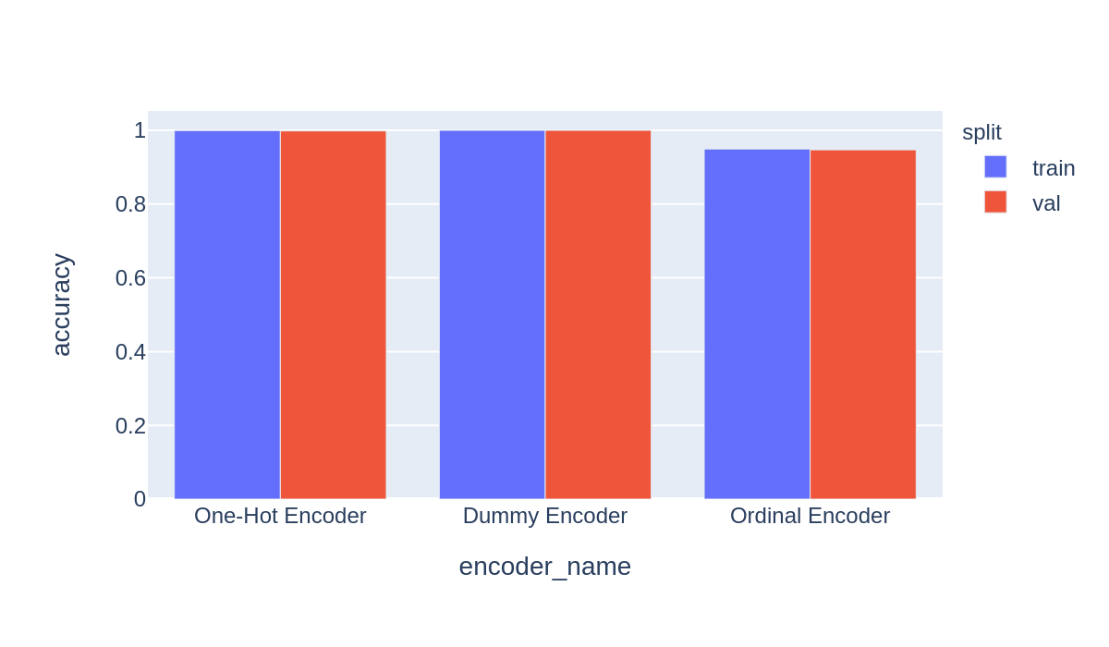 accuracy
1
0.8
0.6
0.4
0.2
0
One-Hot Encoder
Dummy Encoder
Ordinal Encoder
encoder_name
split
train
val